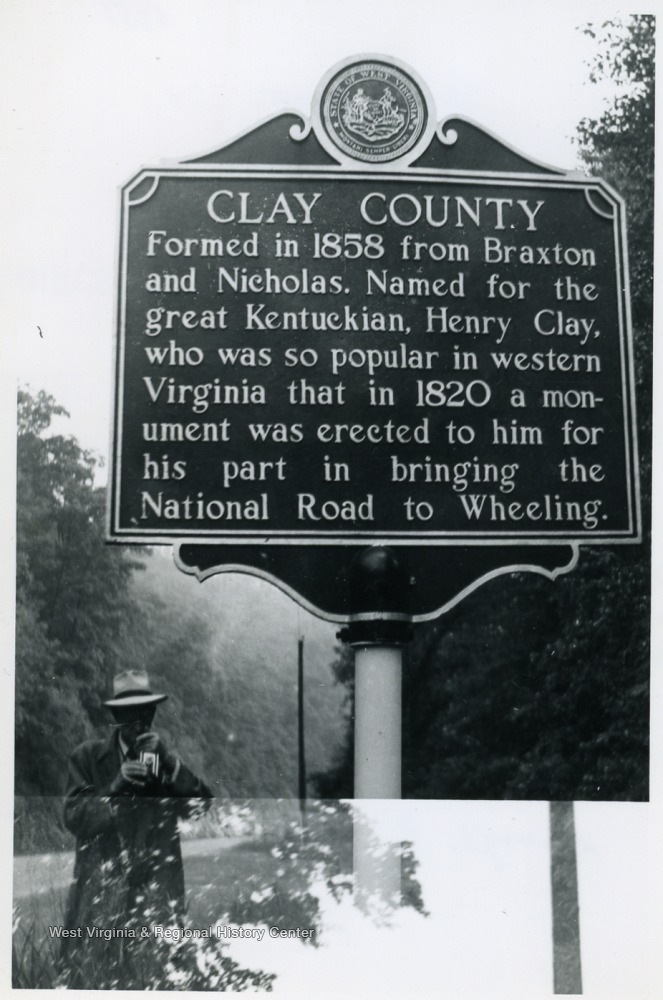 STATE OF WEST VIRGINIA
MONTANI SEMPER LIBERI
CLAY COUNTY
Formed in 1858 from Braxton
and Nicholas. Named for the
great Kentuckian, Henry Clay,
who was so popular in western
Virginia that in 1820 a mon-
ument was erected to him for
his part in bringing the
National Road to Wheeling.
West Virginia & Regional History Center